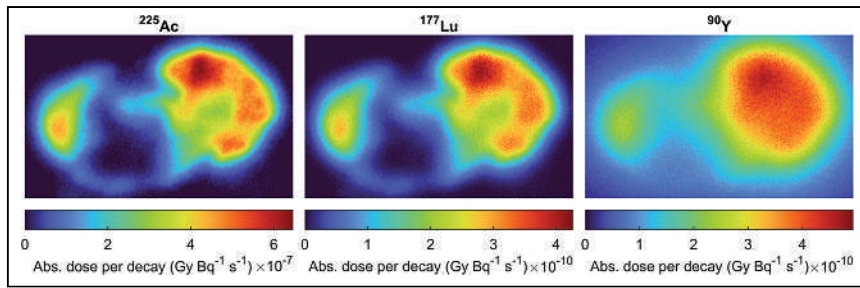 ²²⁵Ac ¹⁷⁷Lu ⁹⁰Y
0 2 4 6 0 1 2 3 4 0 1 2 3 4
Abs. dose per decay (Gy Bq⁻¹ s⁻¹)×10⁻⁷ Abs. dose per decay (Gy Bq⁻¹ s⁻¹)×10⁻¹⁰ Abs. dose per decay (Gy Bq⁻¹ s⁻¹)×10⁻¹⁰